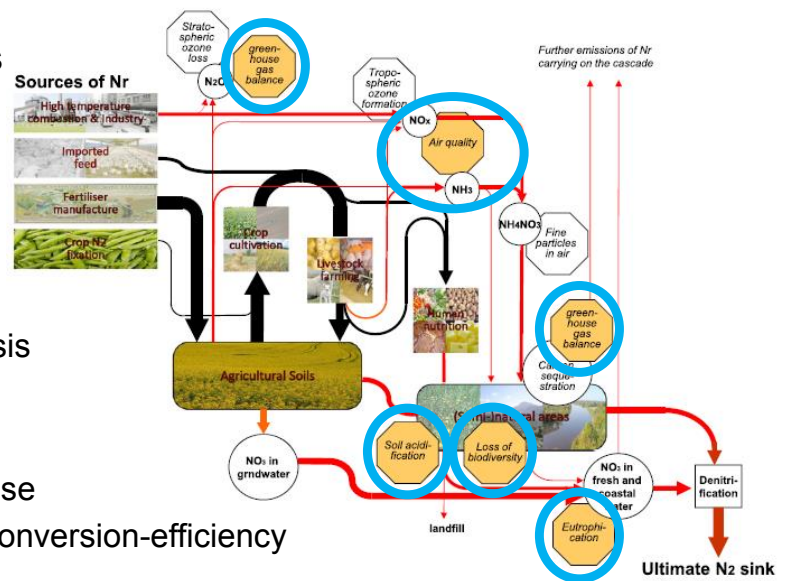 s
Strato-
spheric
ozone
loss
N2O
green-
house
gas
balance
Further emissions of Nr
carrying on the cascade
Sources of Nr
Tropo-
spheric
ozone
formation
High temperature
combustion & industry
NOx
Air quality
Imported
feed
NH3
Fertiliser
manufacture
NH4NO3
Fine
particles
in air
Crop N2
fixation
Crop
cultivation
Livestock
farming
Human
nutrition
green-
house
gas
balance
sis
Agricultural Soils
Carbon
seque-
stration
(Semi-)natural areas
Soil acidi-
fication
Loss of
biodiversity
NO3 in
grndwater
NO3 in
fresh and
coastal
water
Denitri-
fication
se
landfill
Eutrophi-
cation
onversion-efficiency
Ultimate N2 sink